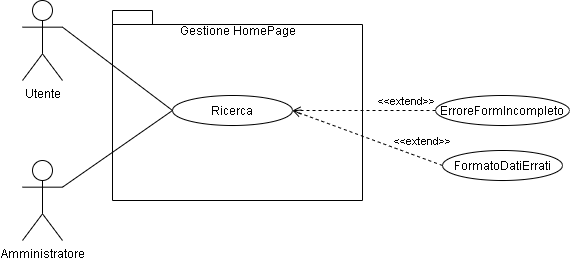 Gestione HomePage
Utente
<<extend>>
Ricerca
ErroreFormIncompleto
<<extend>>
FormatoDatiErrati
Amministratore